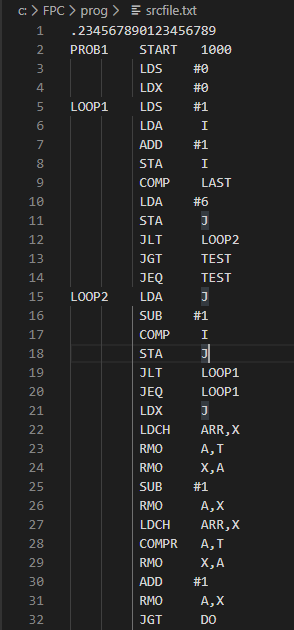 c: > FPC > prog > srcfile.txt
1 .234567890123456789
2 PROB1 START 1000
3 LDS #0
4 LDX #0
5 LOOP1 LDS #1
6 LDA I
7 ADD #1
8 STA I
9 COMP LAST
10 LDA #6
11 STA J
12 JLT LOOP2
13 JGT TEST
14 JEQ TEST
15 LOOP2 LDA J
16 SUB #1
17 COMP I
18 STA J
19 JLT LOOP1
20 JEQ LOOP1
21 LDX J
22 LDCH ARR,X
23 RMO A,T
24 RMO X,A
25 SUB #1
26 RMO A,X
27 LDCH ARR,X
28 COMPR A,T
29 RMO X,A
30 ADD #1
31 RMO A,X
32 JGT DO